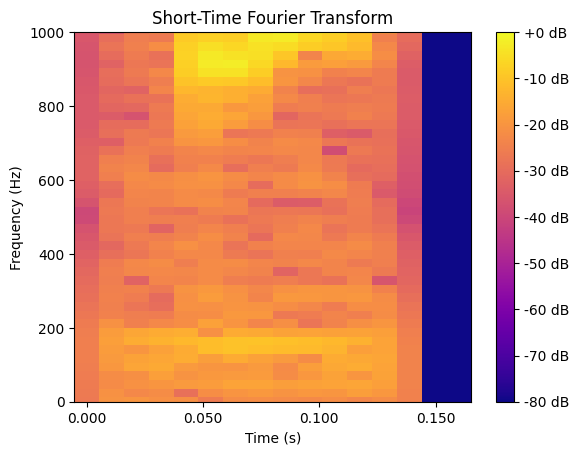 Short-Time Fourier Transform
Frequency (Hz)
1000
800
600
400
200
0
0.000
0.050
0.100
0.150
Time (s)
+0 dB
-10 dB
-20 dB
-30 dB
-40 dB
-50 dB
-60 dB
-70 dB
-80 dB